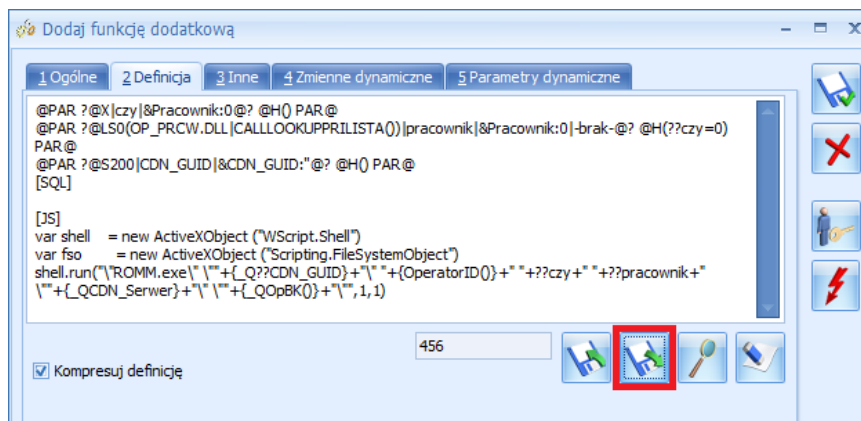 Dodaj funkcję dodatkową
1 Ogólne 2 Definicja 3 Inne 4 Zmienne dynamiczne 5 Parametry dynamiczne
@PAR ?@X|czy|&Pracownik:0@? @H() PAR@
@PAR ?@LS0(OP_PRCW.DLL|CALLLOOKUPPRILISTA())|pracownik|&Pracownik:0|-brak-@? @H(??czy=0)
PAR@
@PAR ?@S200|CDN_GUID|&CDN_GUID:"@? @H() PAR@
[SQL]
[JS]
var shell = new ActiveXObject ("WScript.Shell")
var fso = new ActiveXObject ("Scripting.FileSystemObject")
shell.run("\"ROMM.exe\" \""+{_Q??CDN_GUID}+"\" "+{OperatorID()}+" "+??czy+" "+??pracownik+"
\""+{_QCDN_Serwer}+"\" \""+{_QOpBK()}+"\"",1,1)
456
Kompresuj definicję